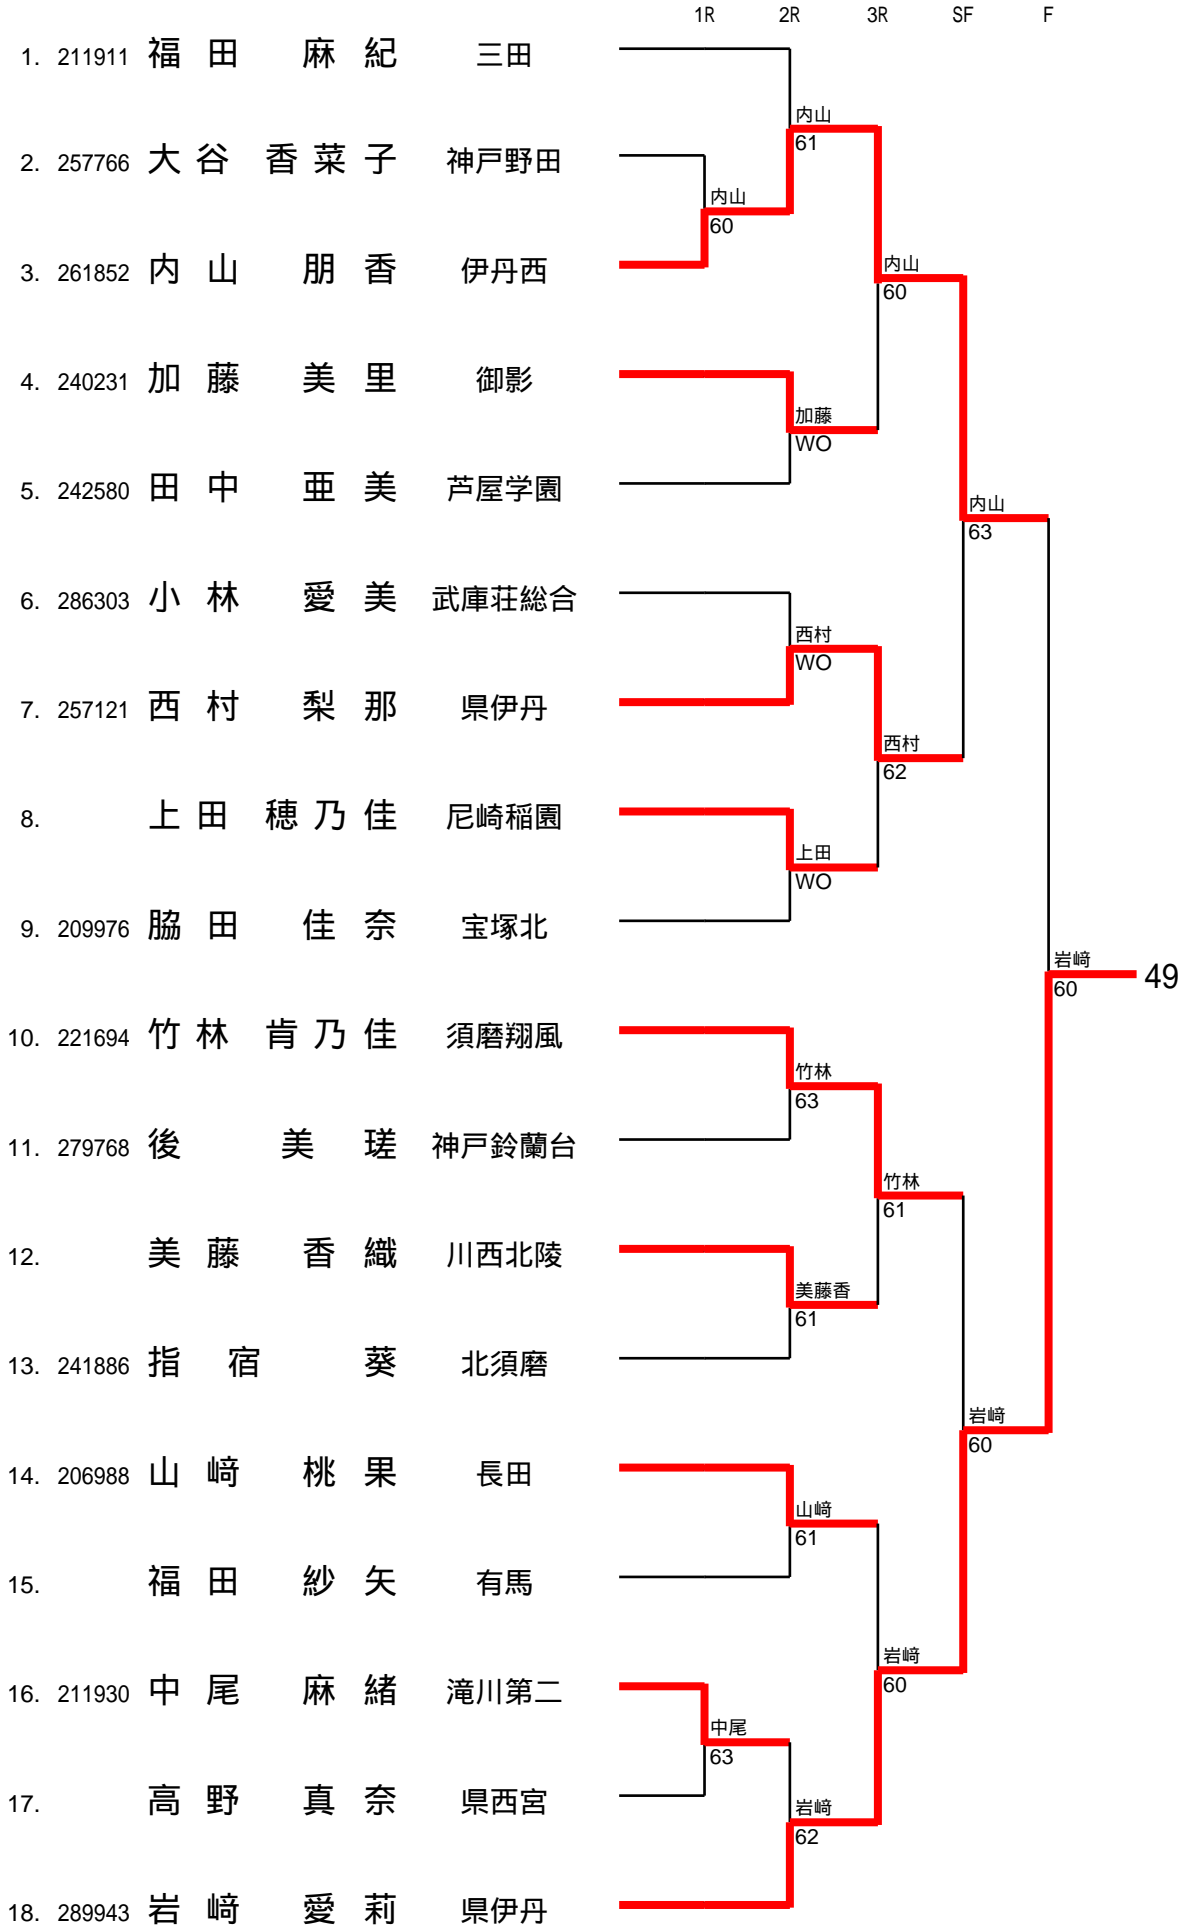 1R 2R 3R SF F
1. 211911 福田 麻紀 三田
内山
61
2. 257766 大谷 香菜子 神戸野田
内山
60
3. 261852 内山 朋香 伊丹西
内山
60
4. 240231 加藤 美里 御影
加藤
WO
5. 242580 田中 亜美 芦屋学園
内山
63
6. 286303 小林 愛美 武庫荘総合
西村
WO
7. 257121 西村 梨那 県伊丹
西村
62
8. 上田 穂乃佳 尼崎稲園
上田
WO
9. 209976 脇田 佳奈 宝塚北
岩﨑
60
49
10. 221694 竹林 肯乃佳 須磨翔風
竹林
63
11. 279768 後 美瑳 神戸鈴蘭台
竹林
61
12. 美藤 香織 川西北陵
美藤香
61
13. 241886 指宿 葵 北須磨
岩﨑
60
14. 206988 山﨑 桃果 長田
山﨑
61
15. 福田 紗矢 有馬
岩﨑
60
16. 211930 中尾 麻緒 滝川第二
中尾
63
17. 高野 真奈 県西宮
岩﨑
62
18. 289943 岩﨑 愛莉 県伊丹